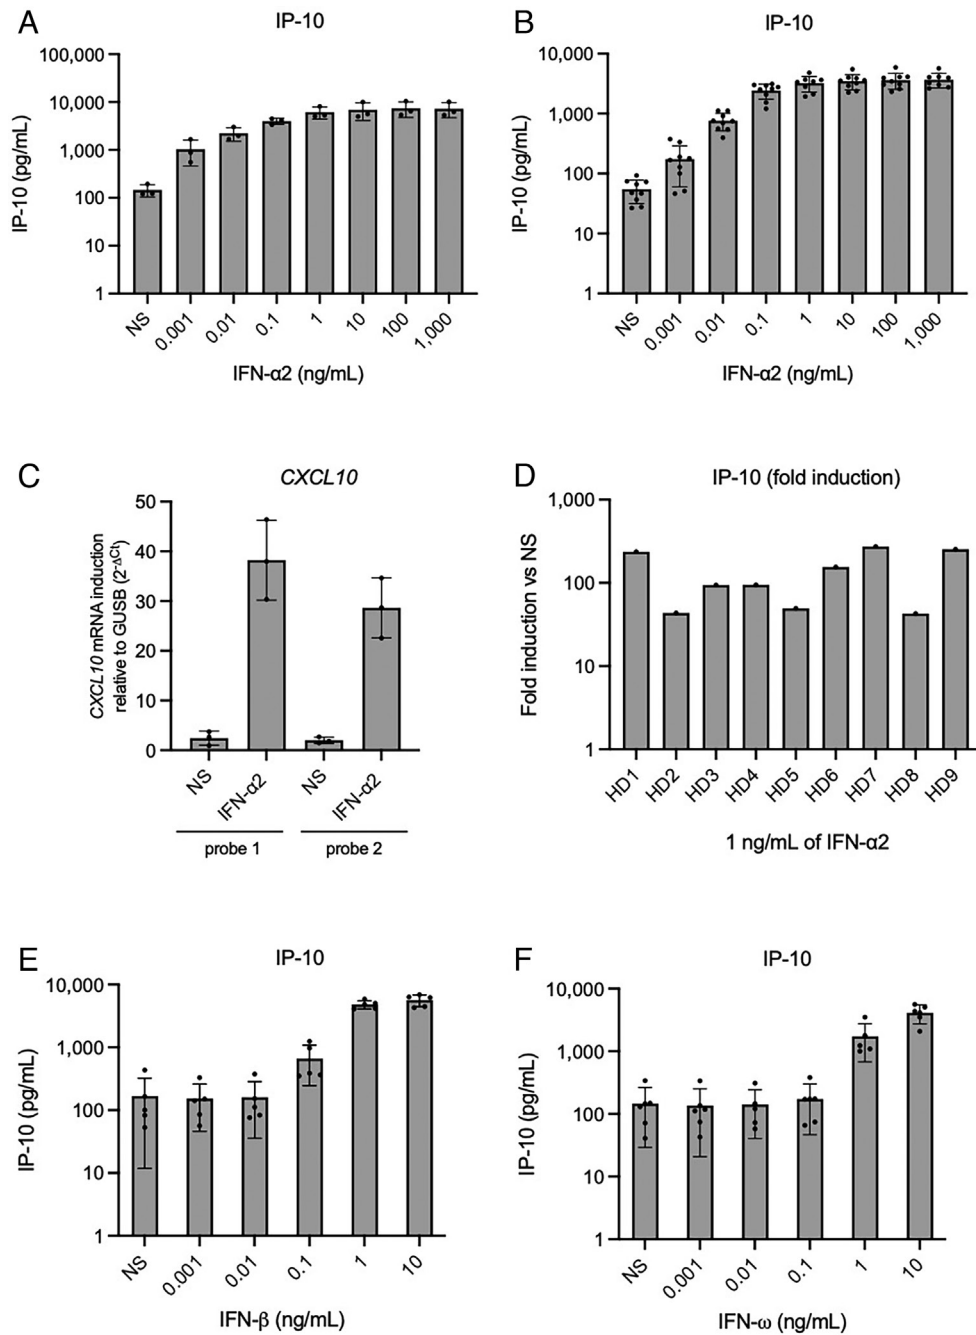 A
IP-10
IP-10 (pg/mL)
100,000
10,000
1,000
100
10
1
NS
0.001
0.01
0.1
1
10
100
1,000
IFN-α2 (ng/mL)
B
IP-10
IP-10 (pg/mL)
10,000
1,000
100
10
1
NS
0.001
0.01
0.1
1
10
100
1,000
IFN-α2 (ng/mL)
C
CXCL10
CXCL10 mRNA induction
relative to GUSB (2-ΔCt)
50
40
30
20
10
0
NS
IFN-α2
NS
IFN-α2
probe 1
probe 2
D
IP-10 (fold induction)
Fold induction vs NS
1,000
100
10
1
HD1
HD2
HD3
HD4
HD5
HD6
HD7
HD8
HD9
1 ng/mL of IFN-α2
E
IP-10
IP-10 (pg/mL)
10,000
1,000
100
10
1
NS
0.001
0.01
0.1
1
10
IFN-β (ng/mL)
F
IP-10
IP-10 (pg/mL)
10,000
1,000
100
10
1
NS
0.001
0.01
0.1
1
10
IFN-ω (ng/mL)